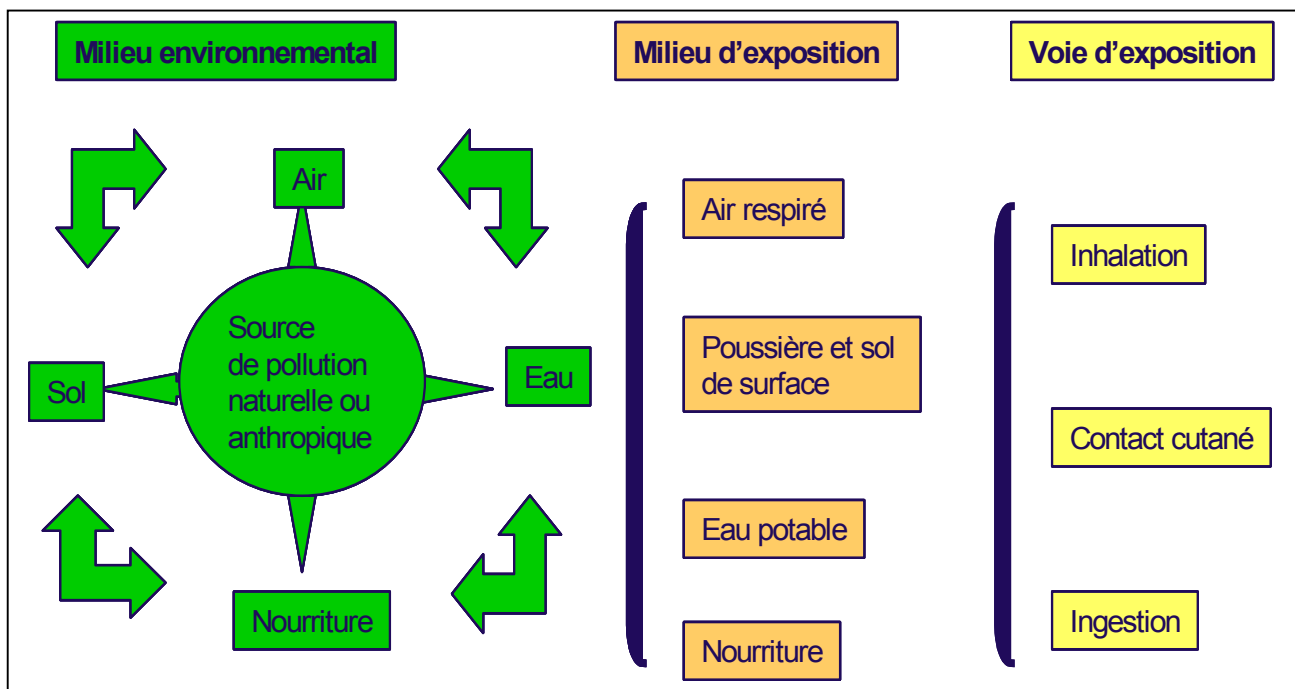 Milieu environnemental
Milieu d'exposition
Voie d'exposition
Air
Sol
Source
de pollution
naturelle ou
anthropique
Eau
Nourriture
Air respiré
Poussière et sol
de surface
Eau potable
Nourriture
Inhalation
Contact cutané
Ingestion